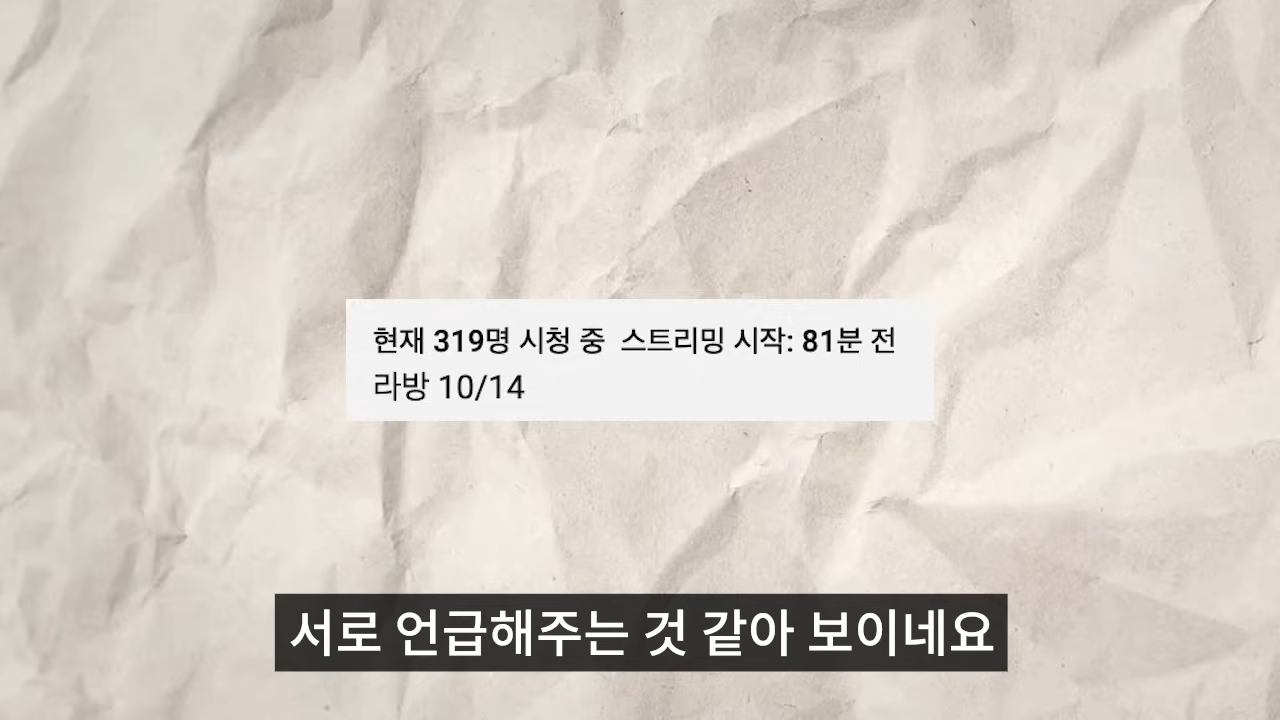 현재 319명 시청 중  스트리밍 시작: 81분 전
라방 10/14
서로 언급해주는 것 같아 보이네요